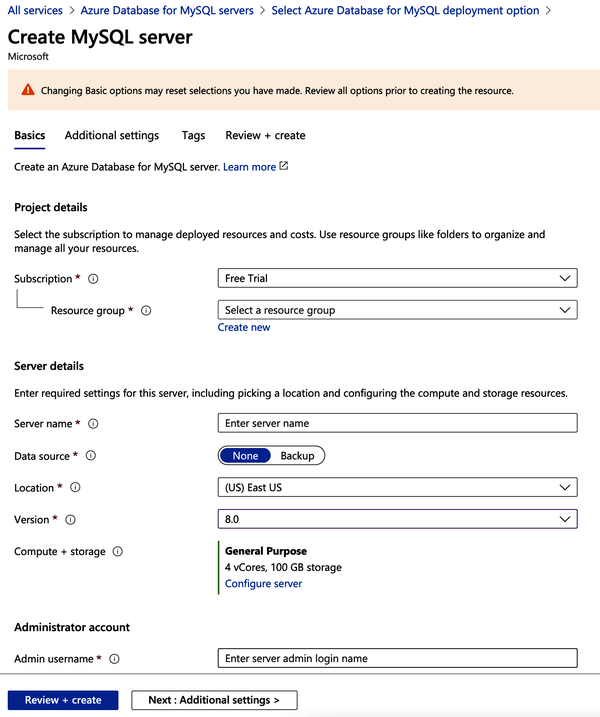 All services > Azure Database for MySQL servers > Select Azure Database for MySQL deployment option >
Create MySQL server
Microsoft
Changing Basic options may reset selections you have made. Review all options prior to creating the resource.
Basics Additional settings Tags Review + create
Create an Azure Database for MySQL server. Learn more
Project details
Select the subscription to manage deployed resources and costs. Use resource groups like folders to organize and
manage all your resources.
Subscription * Free Trial
Resource group * Select a resource group
Create new
Server details
Enter required settings for this server, including picking a location and configuring the compute and storage resources.
Server name * Enter server name
Data source * None Backup
Location * (US) East US
Version * 8.0
Compute + storage General Purpose
4 vCores, 100 GB storage
Configure server
Administrator account
Admin username * Enter server admin login name
Review + create Next : Additional settings >